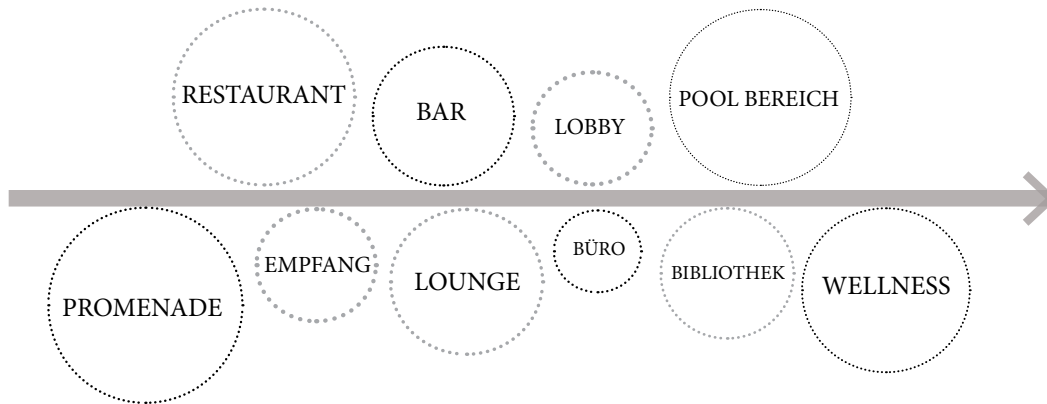 RESTAURANT
BAR
LOBBY
POOL BEREICH
PROMENADE
EMPFANG
LOUNGE
BÜRO
BIBLIOTHEK
WELLNESS